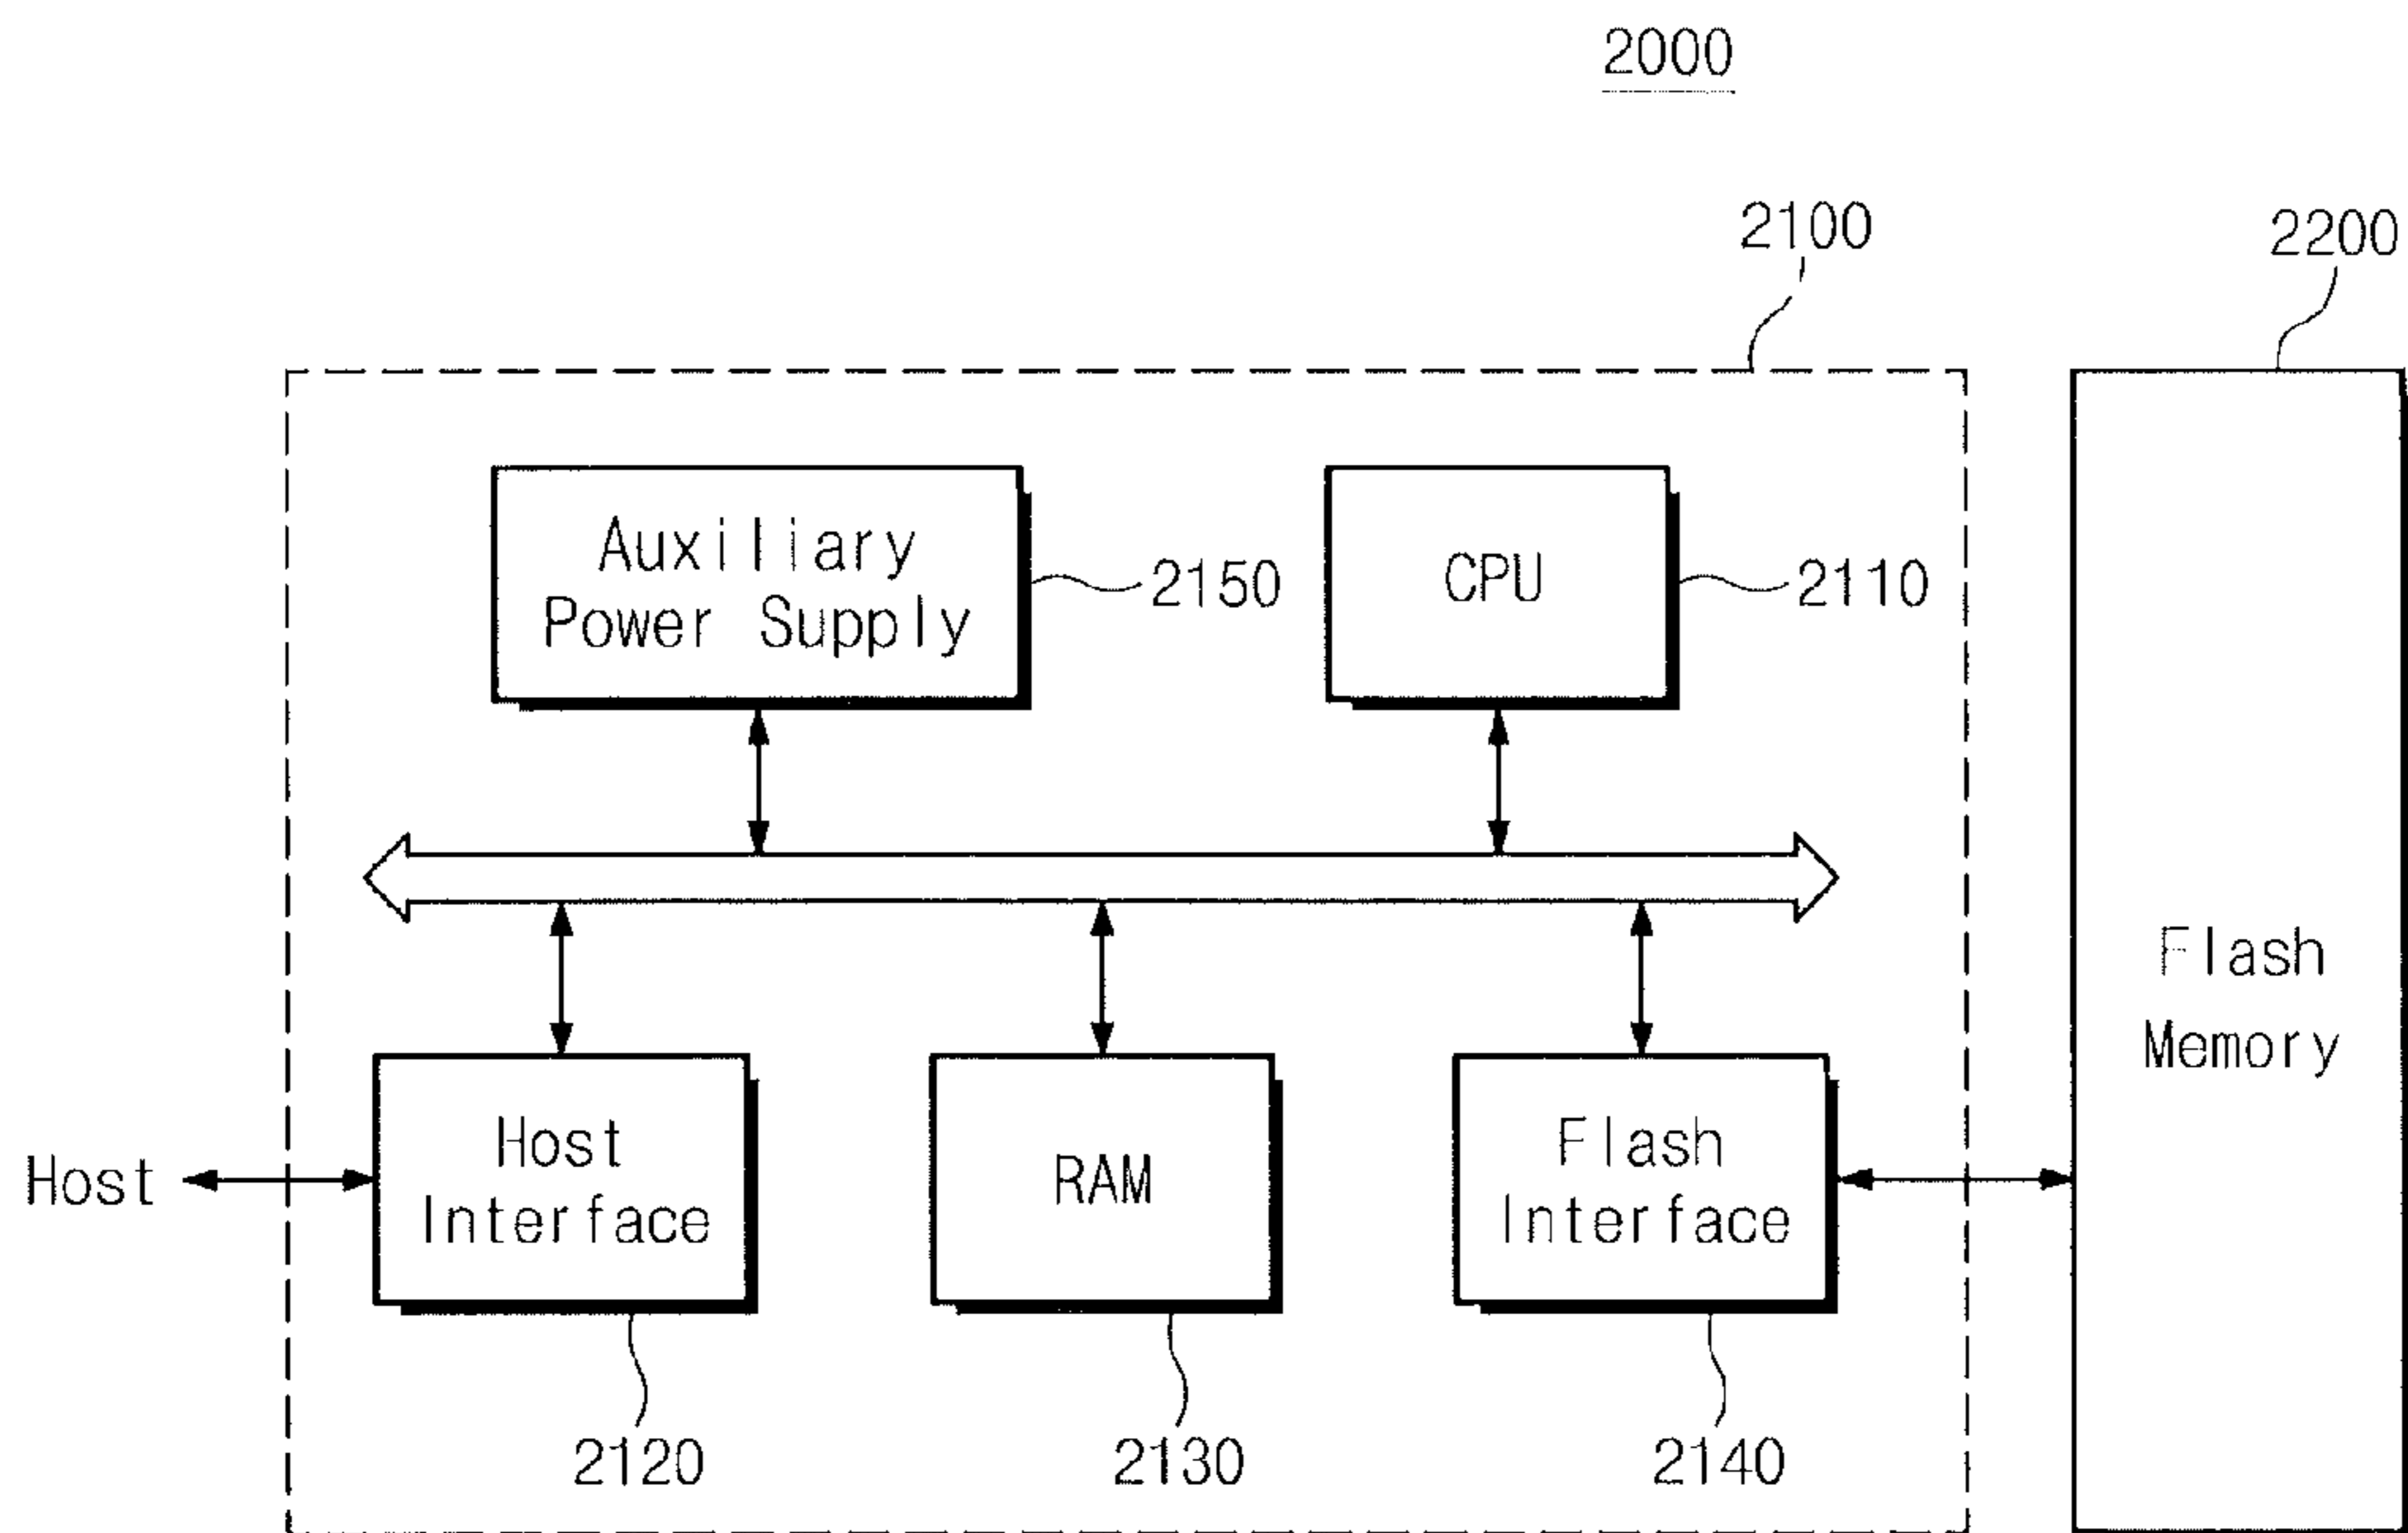 2000
2100
2200
Auxiliary
Power Supply
2150
CPU
2110
Flash
Memory
Host
Host
Interface
RAM
Flash
Interface
2120
2130
2140